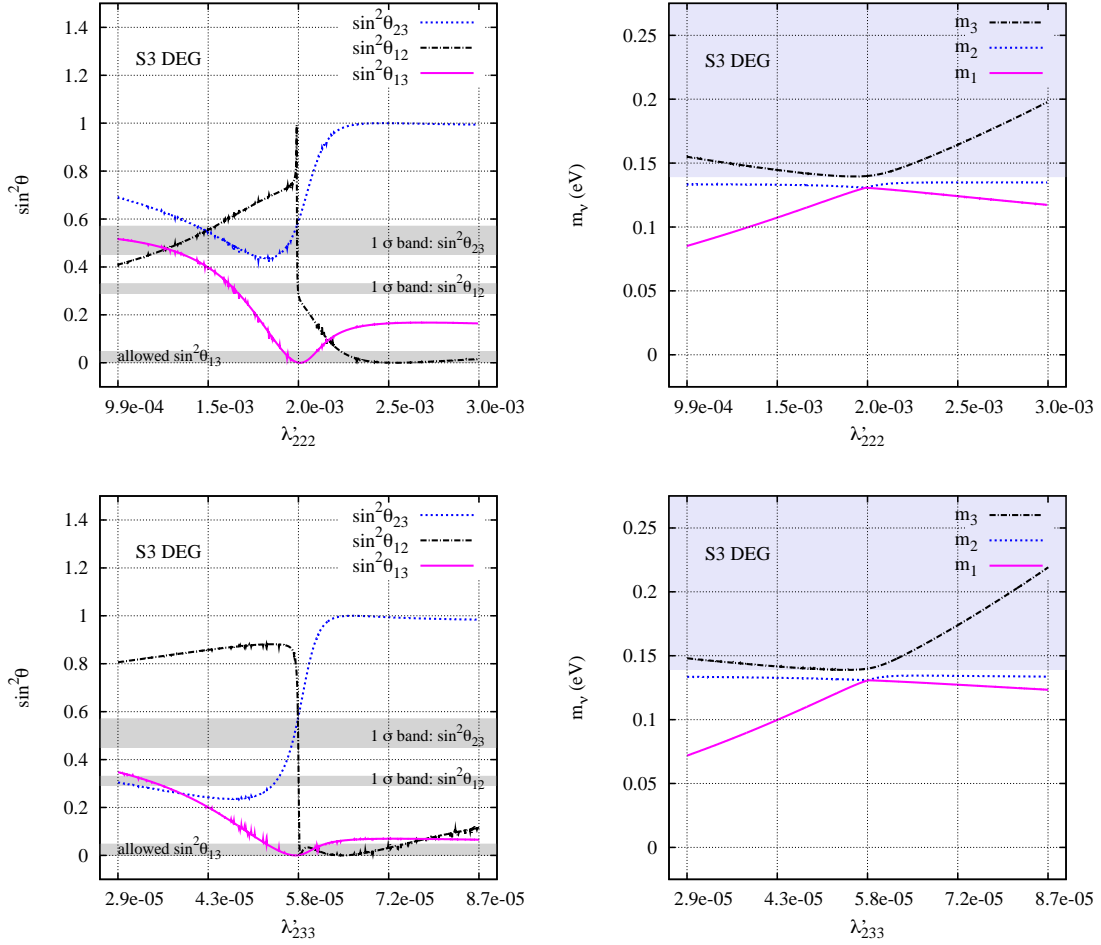 sin²θ₂₃
sin²θ₁₂
sin²θ₁₃
S3 DEG
1.4
1.2
1
0.8
0.6
0.4
0.2
0
sin²θ
1 σ band: sin²θ₂₃
1 σ band: sin²θ₁₂
allowed sin²θ₁₃
9.9e-04 1.5e-03 2.0e-03 2.5e-03 3.0e-03
λ'₂₂₂
m₃
m₂
m₁
S3 DEG
0.25
0.2
0.15
0.1
0.05
0
m_ν (eV)
9.9e-04 1.5e-03 2.0e-03 2.5e-03 3.0e-03
λ'₂₂₂
sin²θ₂₃
sin²θ₁₂
sin²θ₁₃
S3 DEG
1.4
1.2
1
0.8
0.6
0.4
0.2
0
sin²θ
1 σ band: sin²θ₂₃
1 σ band: sin²θ₁₂
allowed sin²θ₁₃
2.9e-05 4.3e-05 5.8e-05 7.2e-05 8.7e-05
λ'₂₃₃
m₃
m₂
m₁
S3 DEG
0.25
0.2
0.15
0.1
0.05
0
m_ν (eV)
2.9e-05 4.3e-05 5.8e-05 7.2e-05 8.7e-05
λ'₂₃₃